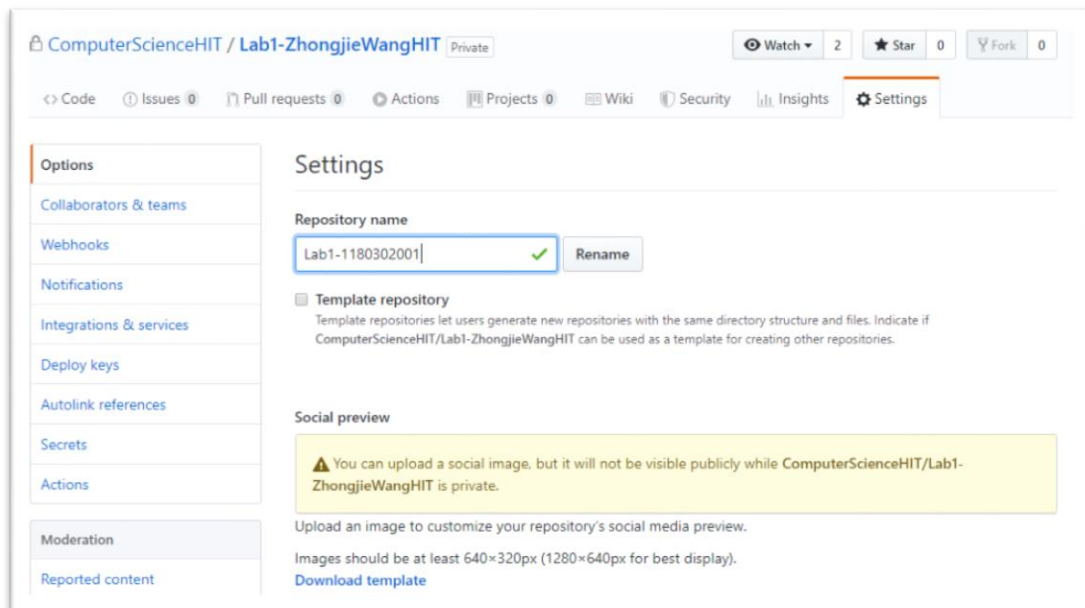 ComputerScienceHIT / Lab1-ZhongjieWangHIT Private Watch 2 Star 0 Fork 0
<> Code Issues 0 Pull requests 0 Actions Projects 0 Wiki Security Insights Settings
Options
Collaborators & teams
Webhooks
Notifications
Integrations & services
Deploy keys
Autolink references
Secrets
Actions
Moderation
Reported content
Settings
Repository name
Lab1-1180302001 Rename
Template repository
Template repositories let users generate new repositories with the same directory structure and files. Indicate if
ComputerScienceHIT/Lab1-ZhongjieWangHIT can be used as a template for creating other repositories.
Social preview
You can upload a social image, but it will not be visible publicly while ComputerScienceHIT/Lab1-
ZhongjieWangHIT is private.
Upload an image to customize your repository's social media preview.
Images should be at least 640×320px (1280×640px for best display).
Download template